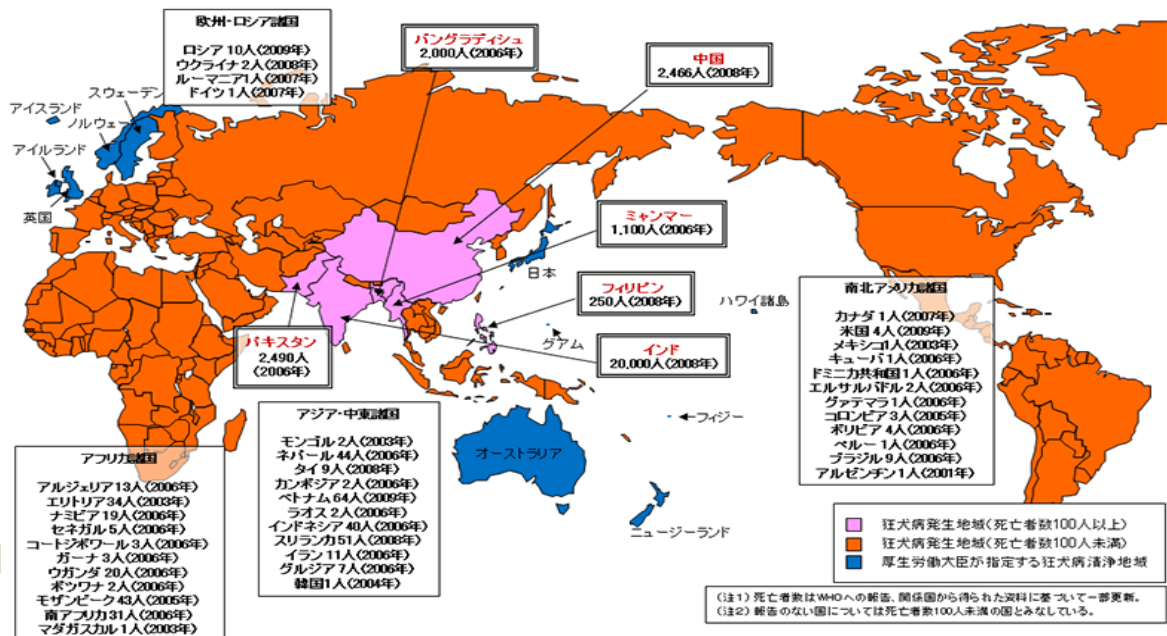 欧州・ロシア諸国
ロシア 10人(2009年)
ウクライナ 2人(2008年)
ルーマニア1人(2007年)
ドイツ 1人(2007年)
バングラディシュ
2,000人(2006年)
中国
2,466人(2008年)
アイスランド
スウェーデン
ノルウェー
アイルランド
英国
ミャンマー
1,100人(2006年)
日本
フィリピン
250人(2008年)
ハワイ諸島
グアム
パキスタン
2,490人
(2006年)
インド
20,000人(2008年)
南北アメリカ諸国
カナダ 1人(2007年)
米国 4人(2009年)
メキシコ1人(2003年)
キューバ 1人(2006年)
ドミニカ共和国 1人(2006年)
エルサルバドル 2人(2006年)
グァテマラ 1人(2006年)
コロンビア 3人(2005年)
ボリビア 4人(2006年)
ペルー 1人(2006年)
ブラジル 9人(2006年)
アルゼンチン 1人(2001年)
アジア・中東諸国
モンゴル 2人(2003年)
ネパール 44人(2006年)
タイ 9人(2008年)
カンボジア 2人(2006年)
ベトナム 64人(2009年)
ラオス 2人(2006年)
インドネシア 40人(2006年)
スリランカ51人(2008年)
イラン 11人(2006年)
グルジア 7人(2006年)
韓国1人(2004年)
フィジー
オーストラリア
ニュージーランド
アフリカ諸国
アルジェリア13人(2006年)
エリトリア34人(2003年)
ナミビア19人(2006年)
セネガル 5人(2006年)
コートジボワール 3人(2006年)
ガーナ 3人(2006年)
ウガンダ 20人(2006年)
ボツワナ 2人(2006年)
モザンビーク 43人(2005年)
南アフリカ31人(2006年)
マダガスカル 1人(2003年)
狂犬病発生地域(死亡者数100人以上)
狂犬病発生地域(死亡者数100人未満)
厚生労働大臣が指定する狂犬病清浄地域
(注1) 死亡者数はWHOへの報告、関係国から得られた資料に基づいて一部更新。
(注2) 報告のない国については死亡者数100人未満の国とみなしている。